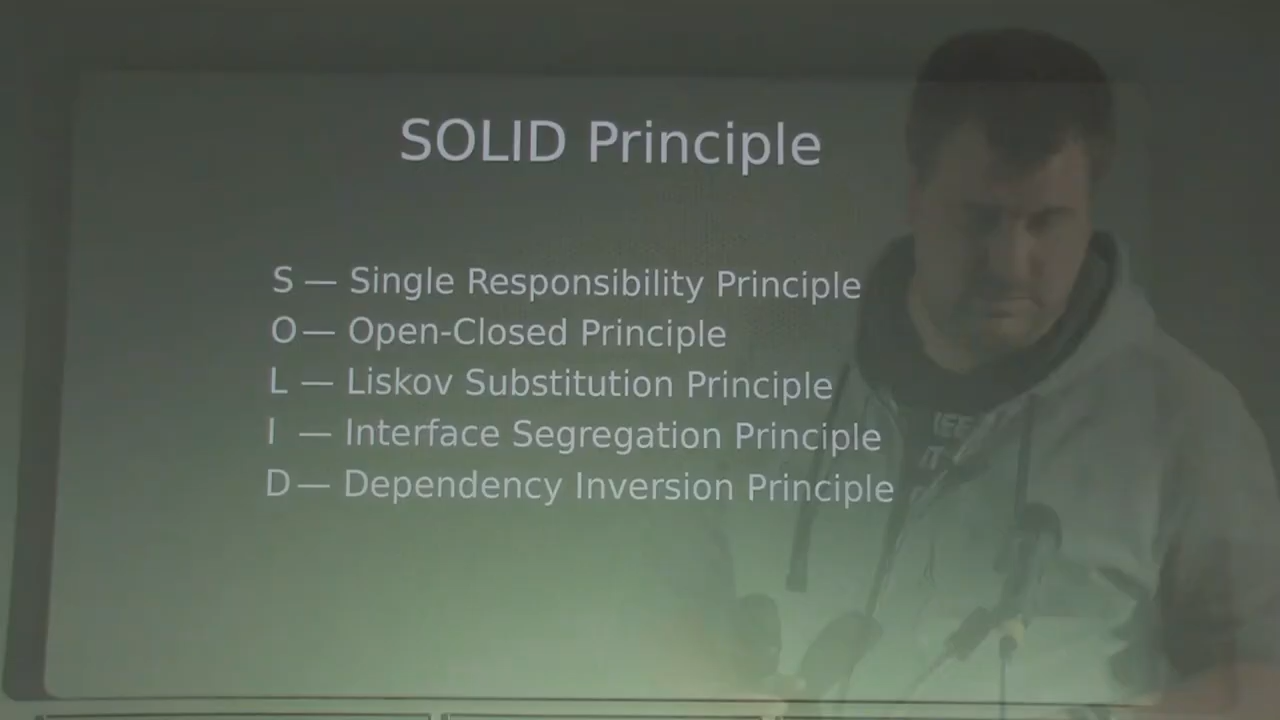 SOLID Principle
S — Single Responsibility Principle
O — Open-Closed Principle
L — Liskov Substitution Principle
I — Interface Segregation Principle
D — Dependency Inversion Principle